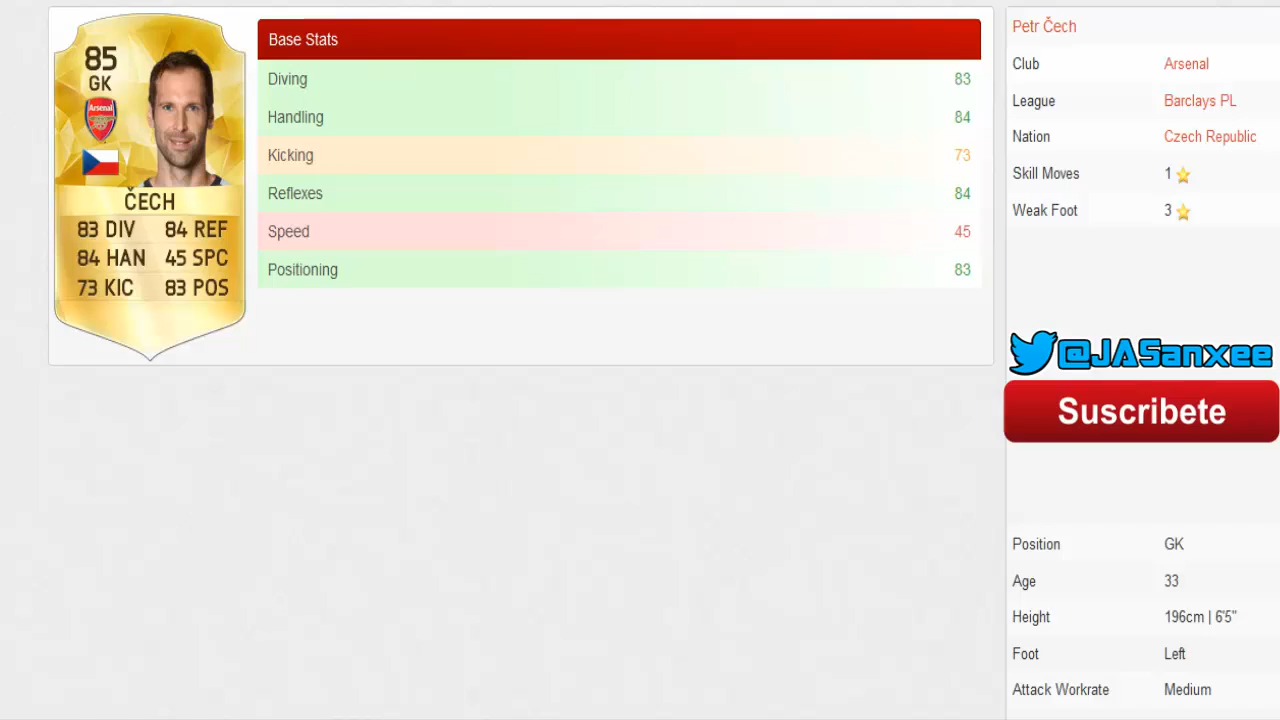 85
GK
Arsenal
ČECH
83 DIV 84 REF
84 HAN 45 SPC
73 KIC 83 POS
Base Stats
Diving 83
Handling 84
Kicking 73
Reflexes 84
Speed 45
Positioning 83
Petr Čech
Club Arsenal
League Barclays PL
Nation Czech Republic
Skill Moves 1
Weak Foot 3
@JASanxee
Suscribete
Position GK
Age 33
Height 196cm | 6'5"
Foot Left
Attack Workrate Medium